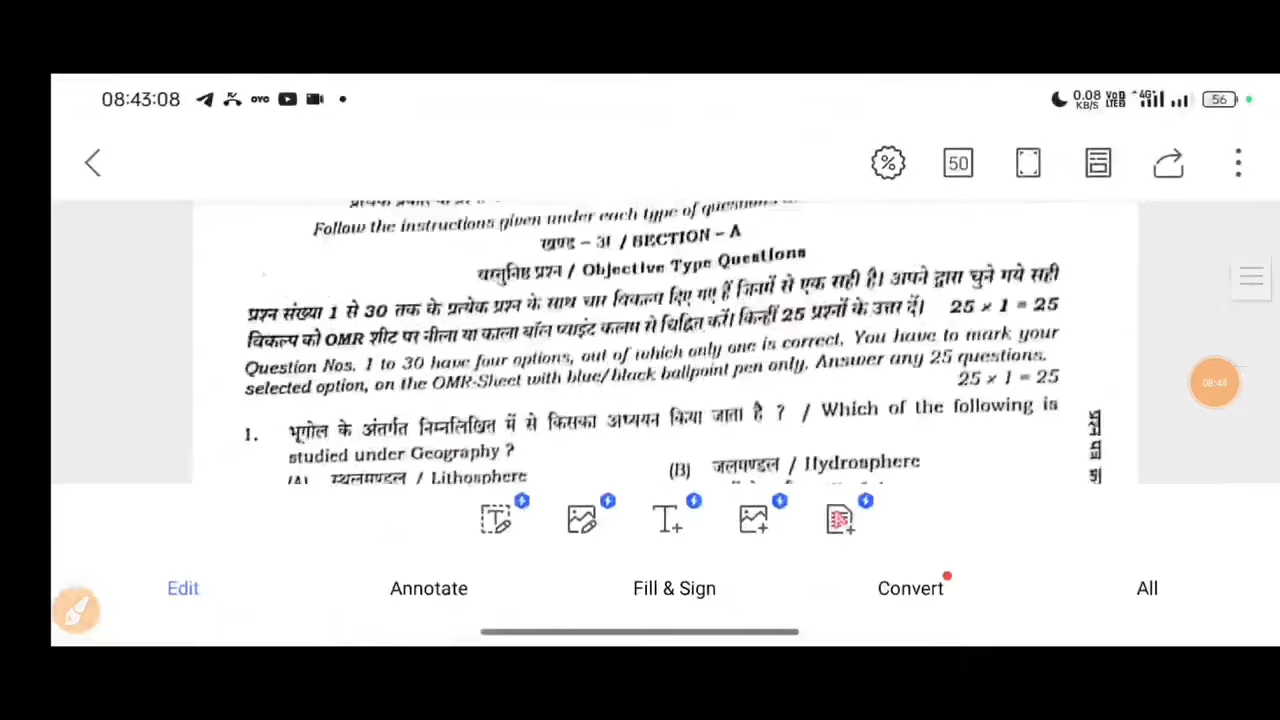 08:43:08 ovo 0.08 KB/S VoD LTEB 4G 56
% 50
Follow the instructions given under each type of questions
खण्ड – अ / SECTION – A
वस्तुनिष्ठ प्रश्न / Objective Type Questions
प्रश्न संख्या 1 से 30 तक के प्रत्येक प्रश्न के साथ चार विकल्प दिए गए हैं जिनमें से एक सही है। अपने द्वारा चुने गये सही
विकल्प को OMR शीट पर नीला या काला बॉल प्वाइंट कलम से चिह्नित करें। किन्हीं 25 प्रश्नों के उत्तर दें। 25 × 1 = 25
Question Nos. 1 to 30 have four options, out of which only one is correct. You have to mark your
selected option, on the OMR-Sheet with blue/black ballpoint pen only. Answer any 25 questions.
25 × 1 = 25
08:44
1. भूगोल के अंतर्गत निम्नलिखित में से किसका अध्ययन किया जाता है ? / Which of the following is
studied under Geography ?
(A) स्थलमण्डल / Lithosphere (B) जलमण्डल / Hydrosphere
Edit Annotate Fill & Sign Convert All